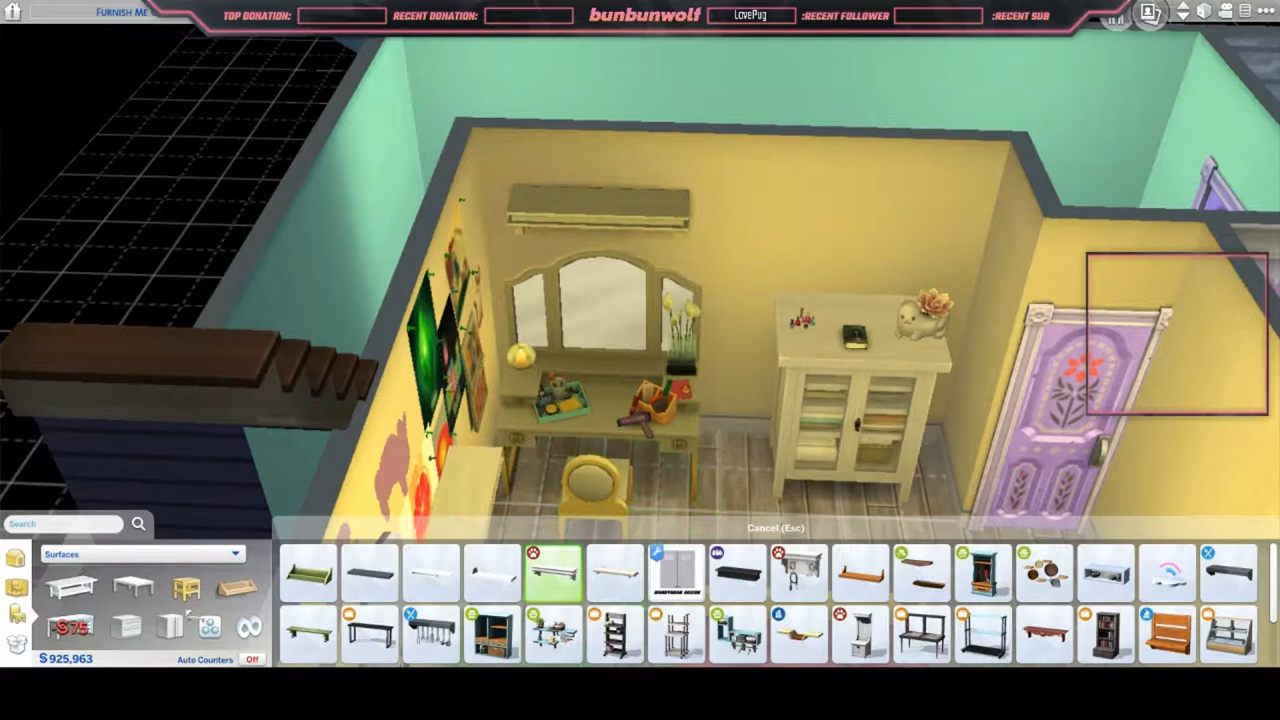 FURNISH ME
TOP DONATION:
RECENT DONATION:
bunbunwolf
LovePug
:RECENT FOLLOWER
:RECENT SUB
Cancel (Esc)
Search
Surfaces
§75
§925,963
Auto Counters
Off